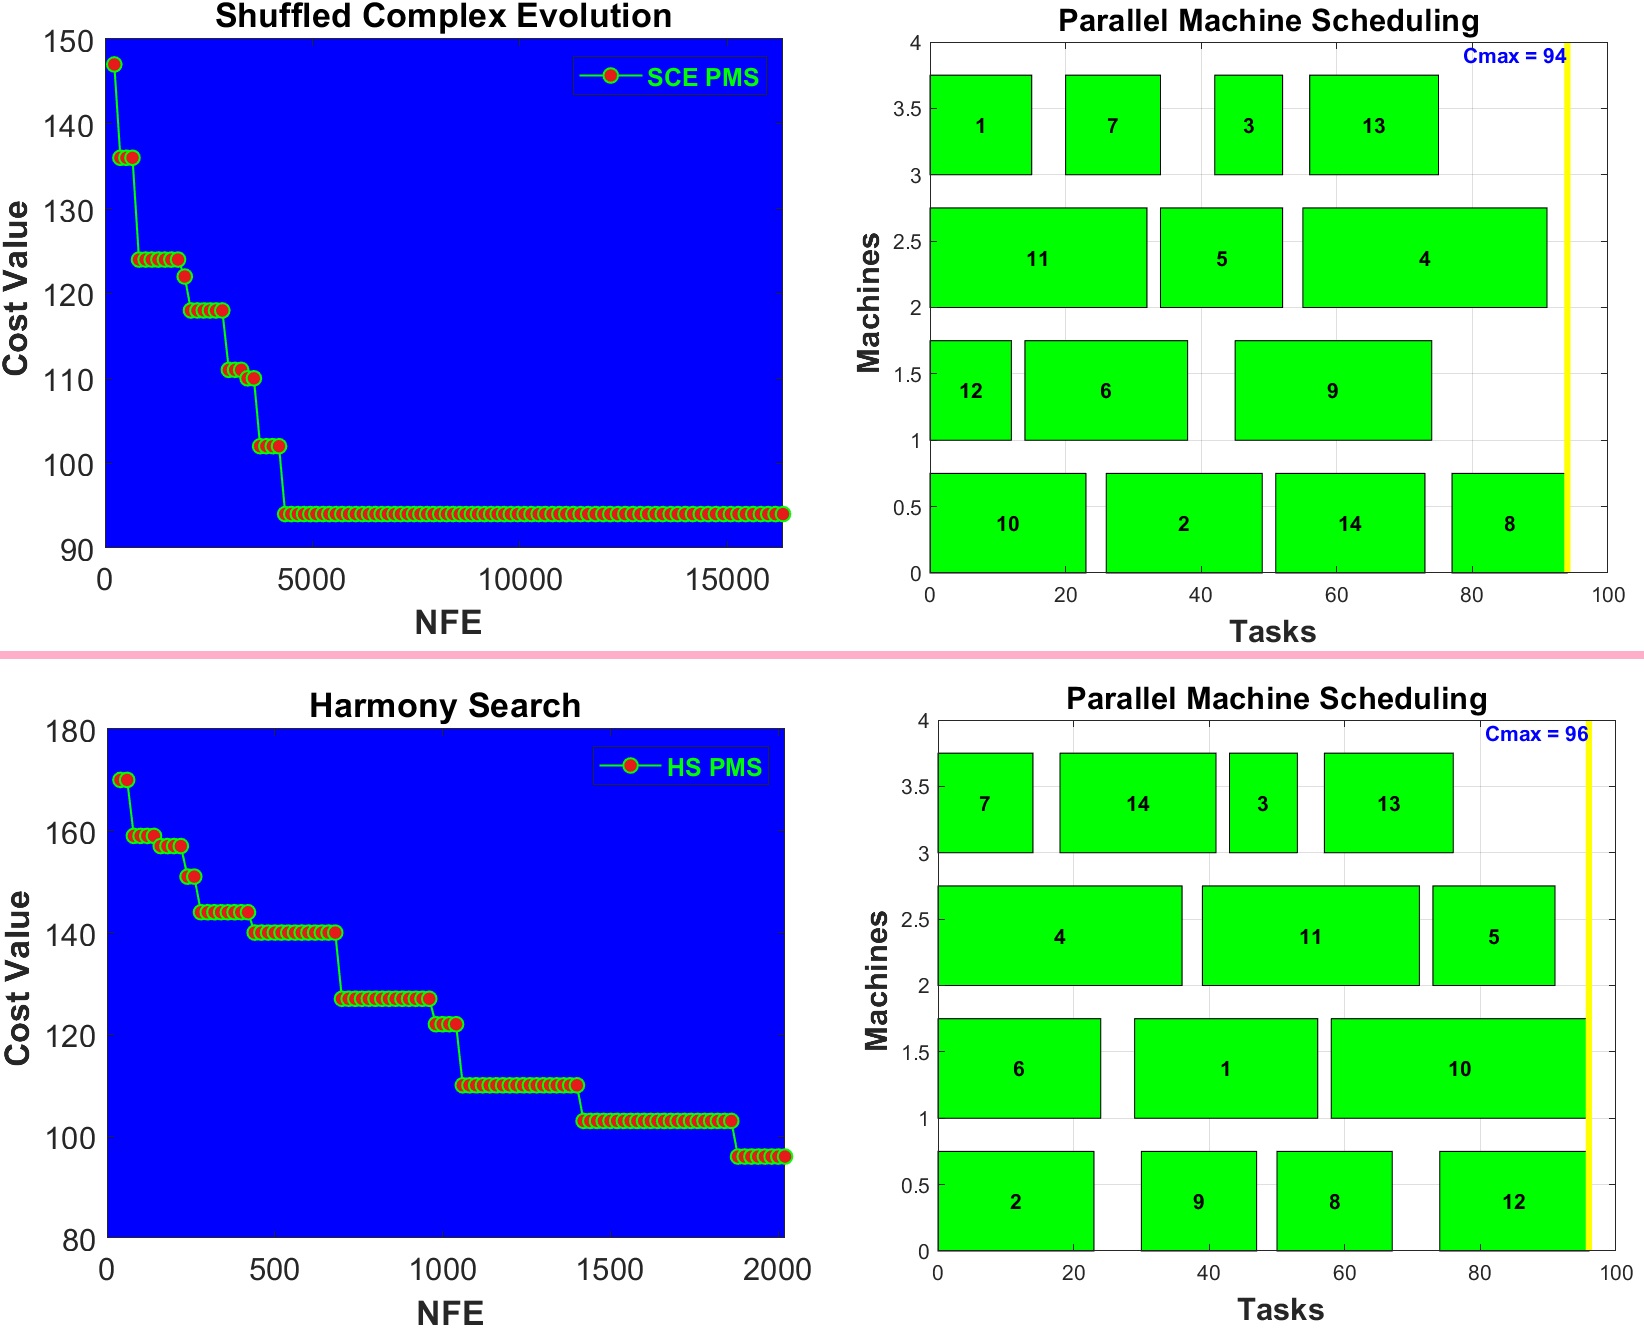 Shuffled Complex Evolution
150
140
130
120
110
100
90
0 5000 10000 15000
Cost Value
NFE
SCE PMS
Parallel Machine Scheduling
Cmax = 94
4
3.5
3
2.5
2
1.5
1
0.5
0
1 7 3 13
11 5 4
12 6 9
10 2 14 8
0 20 40 60 80 100
Machines
Tasks
Harmony Search
180
160
140
120
100
80
0 500 1000 1500 2000
Cost Value
NFE
HS PMS
Parallel Machine Scheduling
Cmax = 96
4
3.5
3
2.5
2
1.5
1
0.5
0
7 14 3 13
4 11 5
6 1 10
2 9 8 12
0 20 40 60 80 100
Machines
Tasks